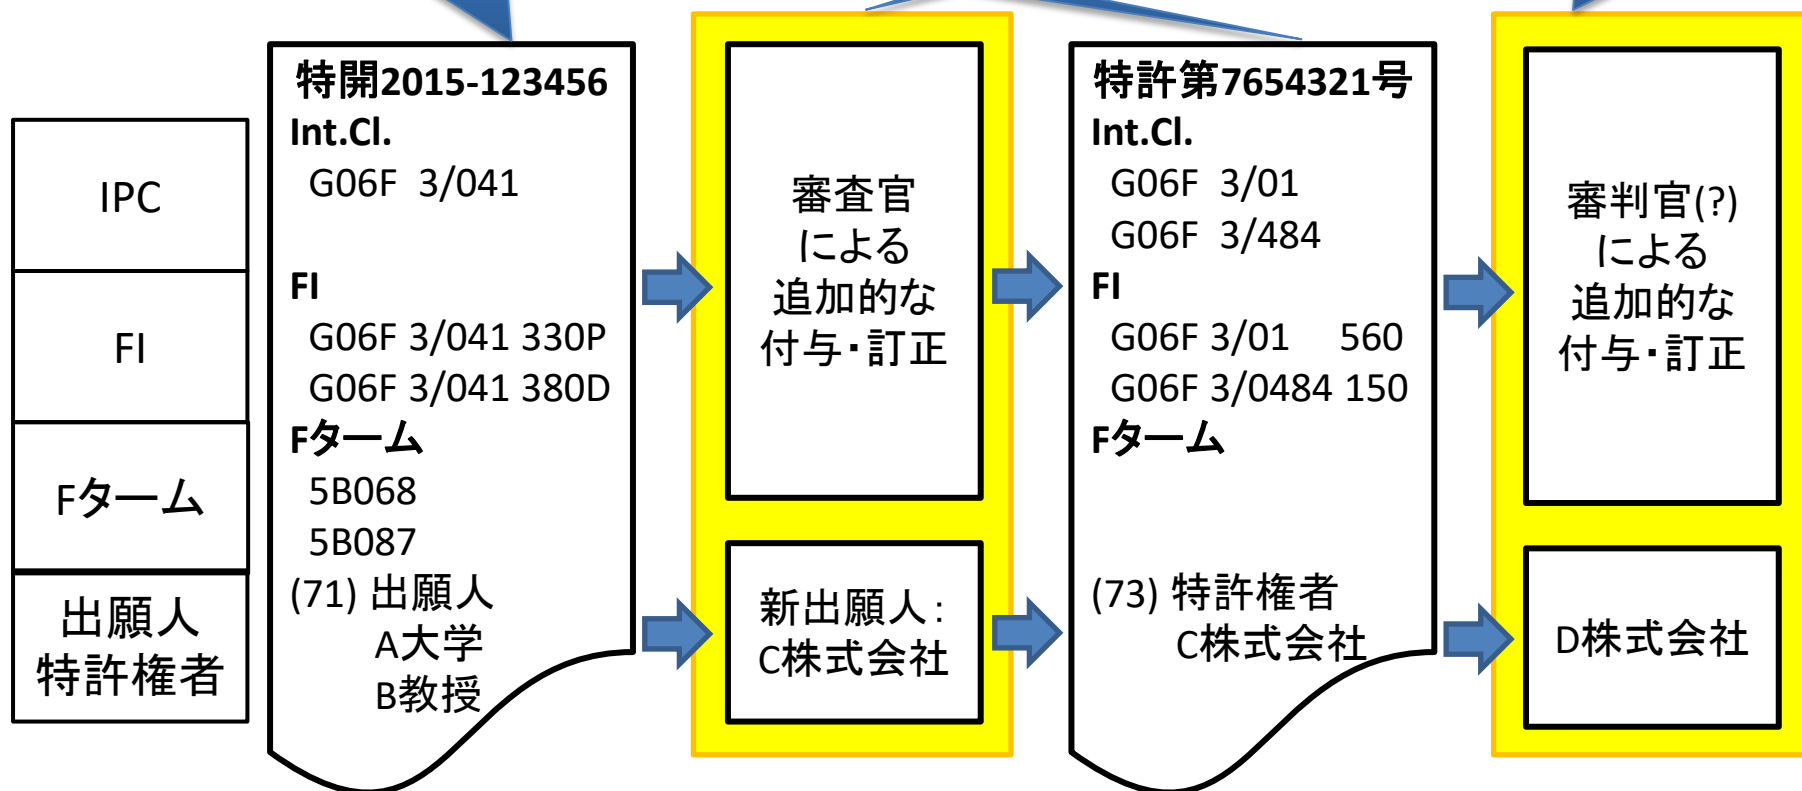 IPC
FI
Fターム
出願人
特許権者
特開2015-123456
Int.Cl.
G06F 3/041
FI
G06F 3/041 330P
G06F 3/041 380D
Fターム
5B068
5B087
(71) 出願人
A大学
B教授
審査官
による
追加的な
付与・訂正
新出願人：
C株式会社
特許第7654321号
Int.Cl.
G06F 3/01
G06F 3/484
FI
G06F 3/01 560
G06F 3/0484 150
Fターム
(73) 特許権者
C株式会社
審判官(?)
による
追加的な
付与・訂正
D株式会社